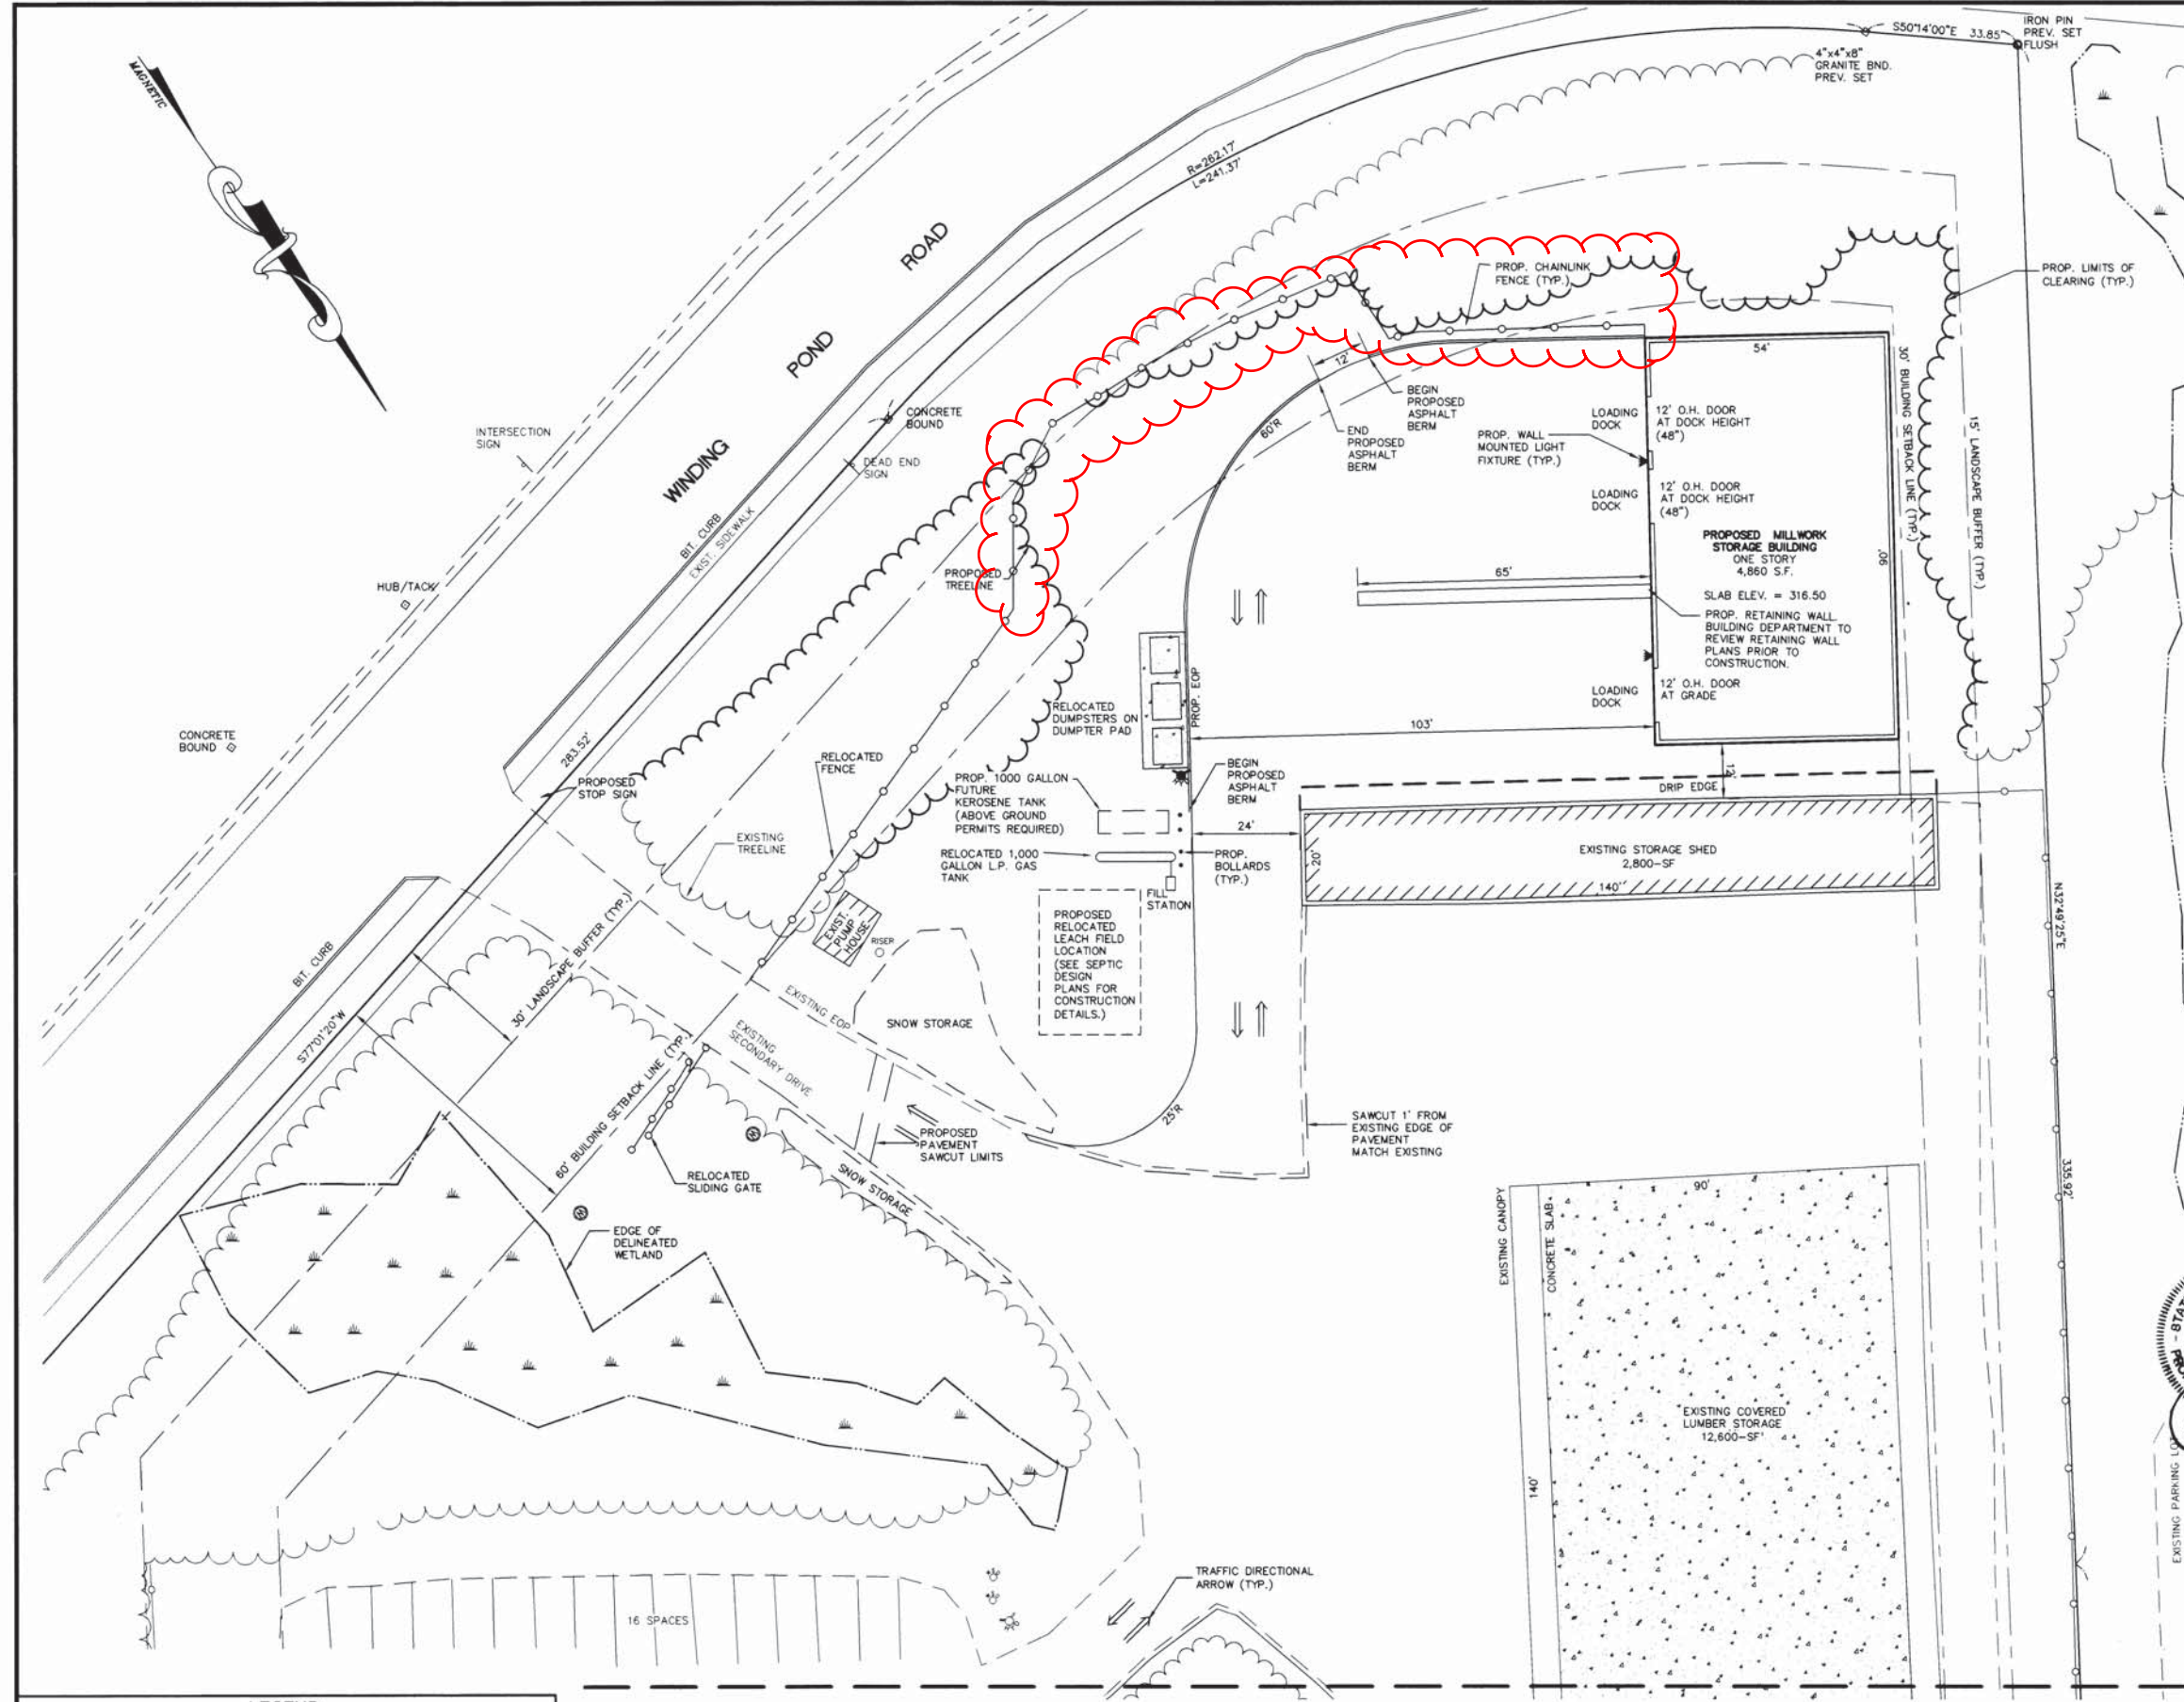 MAGNETIC
S50°14'00"E 33.85'
IRON PIN
PREV. SET
FLUSH
4"x4"x8"
GRANITE BND.
PREV. SET
R=262.17'
L=241.37'
WINDING POND ROAD
PROP. CHAINLINK
FENCE (TYP.)
PROP. LIMITS OF
CLEARING (TYP.)
INTERSECTION
SIGN
CONCRETE
BOUND
DEAD END
SIGN
BIT. CURB
EXIST. SIDEWALK
HUB/TACK
CONCRETE
BOUND
283.52'
PROPOSED
STOP SIGN
PROPOSED
TREELINE
12'
60'R
BEGIN
PROPOSED
ASPHALT
BERM
END
PROPOSED
ASPHALT
BERM
54'
LOADING
DOCK
12' O.H. DOOR
AT DOCK HEIGHT
(48")
PROP. WALL
MOUNTED LIGHT
FIXTURE (TYP.)
LOADING
DOCK
12' O.H. DOOR
AT DOCK HEIGHT
(48")
PROPOSED MILLWORK
STORAGE BUILDING
ONE STORY
4,860 S.F.
SLAB ELEV. = 316.50
90'
65'
PROP. RETAINING WALL
BUILDING DEPARTMENT TO
REVIEW RETAINING WALL
PLANS PRIOR TO
CONSTRUCTION.
LOADING
DOCK
12' O.H. DOOR
AT GRADE
30' BUILDING SETBACK LINE (TYP.)
15' LANDSCAPE BUFFER (TYP.)
RELOCATED
DUMPSTERS ON
DUMPTER PAD
PROP. EOP
103'
RELOCATED
FENCE
PROP. 1000 GALLON
FUTURE
KEROSENE TANK
(ABOVE GROUND
PERMITS REQUIRED)
BEGIN
PROPOSED
ASPHALT
BERM
12'
DRIP EDGE
24'
EXISTING
TREELINE
RELOCATED 1,000
GALLON L.P. GAS
TANK
PROP.
BOLLARDS
(TYP.)
20'
EXISTING STORAGE SHED
2,800-SF
140'
FILL
STATION
EXIST.
PUMP
HOUSE
RISER
PROPOSED
RELOCATED
LEACH FIELD
LOCATION
(SEE SEPTIC
DESIGN
PLANS FOR
CONSTRUCTION
DETAILS.)
N32°49'25"E
335.92'
BIT. CURB
S77°01'20"W
30' LANDSCAPE BUFFER (TYP.)
60' BUILDING SETBACK LINE (TYP.)
EXISTING EOP
EXISTING
SECONDARY DRIVE
SNOW STORAGE
25'R
PROPOSED
PAVEMENT
SAWCUT LIMITS
SNOW STORAGE
SAWCUT 1' FROM
EXISTING EDGE OF
PAVEMENT
MATCH EXISTING
RELOCATED
SLIDING GATE
EDGE OF
DELINEATED
WETLAND
EXISTING CANOPY
CONCRETE SLAB
90'
EXISTING COVERED
LUMBER STORAGE
12,600-SF
140'
TRAFFIC DIRECTIONAL
ARROW (TYP.)
16 SPACES
EXISTING PARKING